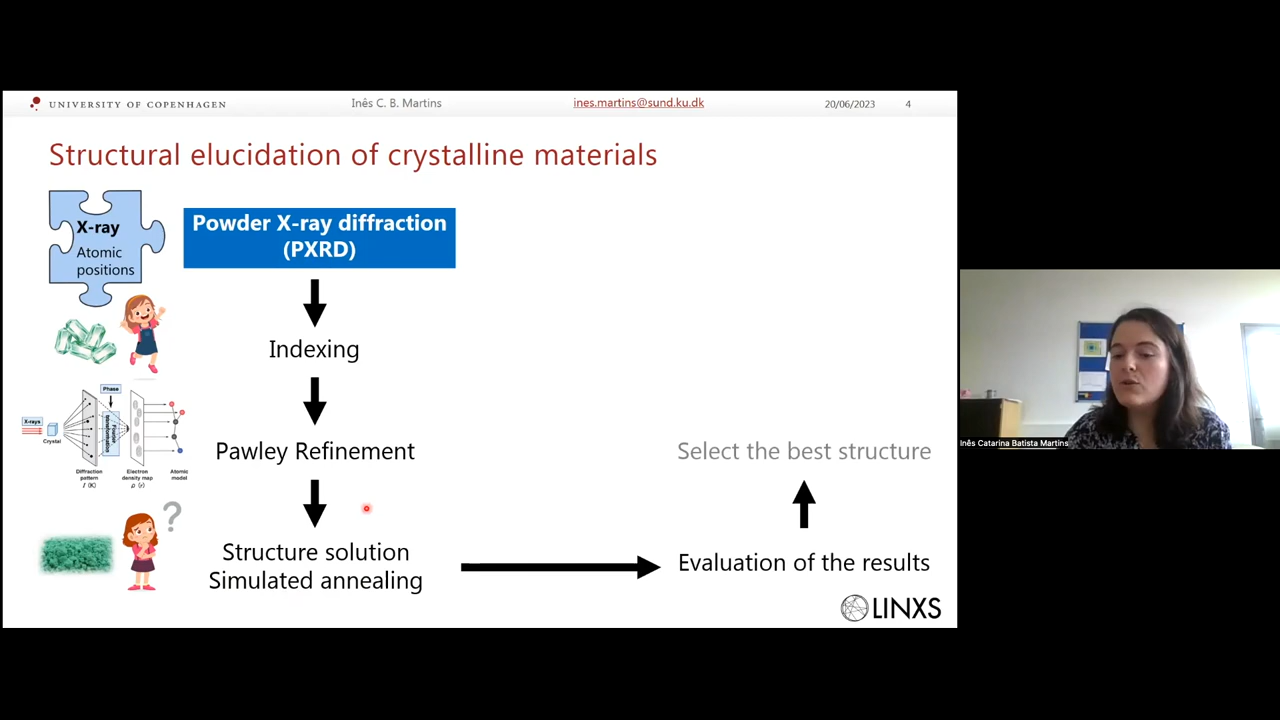 UNIVERSITY OF COPENHAGEN
Inês C. B. Martins
ines.martins@sund.ku.dk
20/06/2023
4
Structural elucidation of crystalline materials
X-ray
Atomic
positions
Powder X-ray diffraction
(PXRD)
Indexing
Pawley Refinement
Structure solution
Simulated annealing
Evaluation of the results
Select the best structure
X-rays
Crystal
Phase
Fourier
transformation
Diffraction
pattern
Electron
density map
Atomic
model
?
LINXS
Inês Catarina Batista Martins